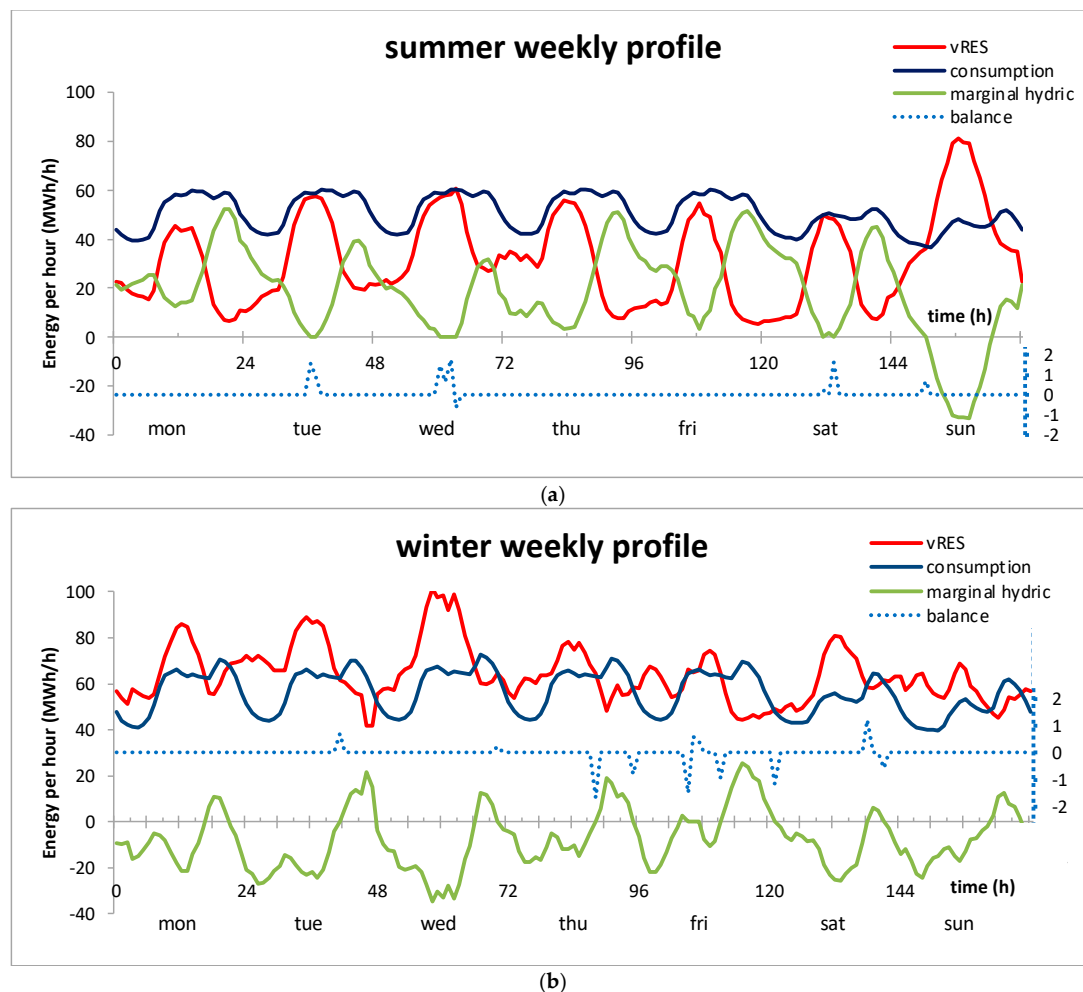 summer weekly profile
vRES
consumption
marginal hydric
balance
Energy per hour (MWh/h)
100
80
60
40
20
0
-20
-40
time (h)
0 24 48 72 96 120 144
2
1
0
-1
-2
mon tue wed thu fri sat sun
(a)
winter weekly profile
vRES
consumption
marginal hydric
balance
Energy per hour (MWh/h)
100
80
60
40
20
0
-20
-40
2
1
0
-1
-2
0 24 48 72 96 120 144 time (h)
mon tue wed thu fri sat sun
(b)